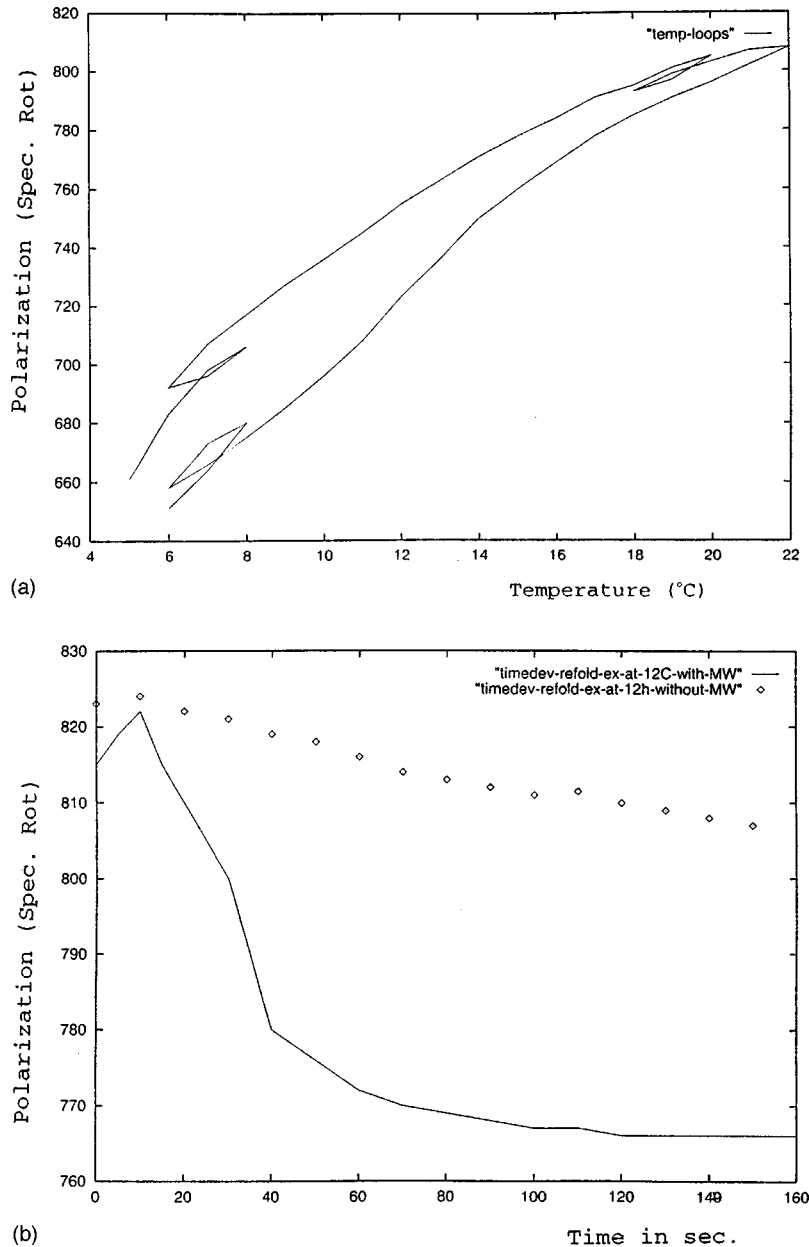 820
800
780
760
740
720
700
680
660
640
Polarization (Spec. Rot)
"temp-loops"
4 6 8 10 12 14 16 18 20 22
(a)
Temperature (°C)
830
820
810
800
790
780
770
760
Polarization (Spec. Rot)
"timedev-refold-ex-at-12C-with-MW"
"timedev-refold-ex-at-12h-without-MW"
0 20 40 60 80 100 120 140 160
(b)
Time in sec.